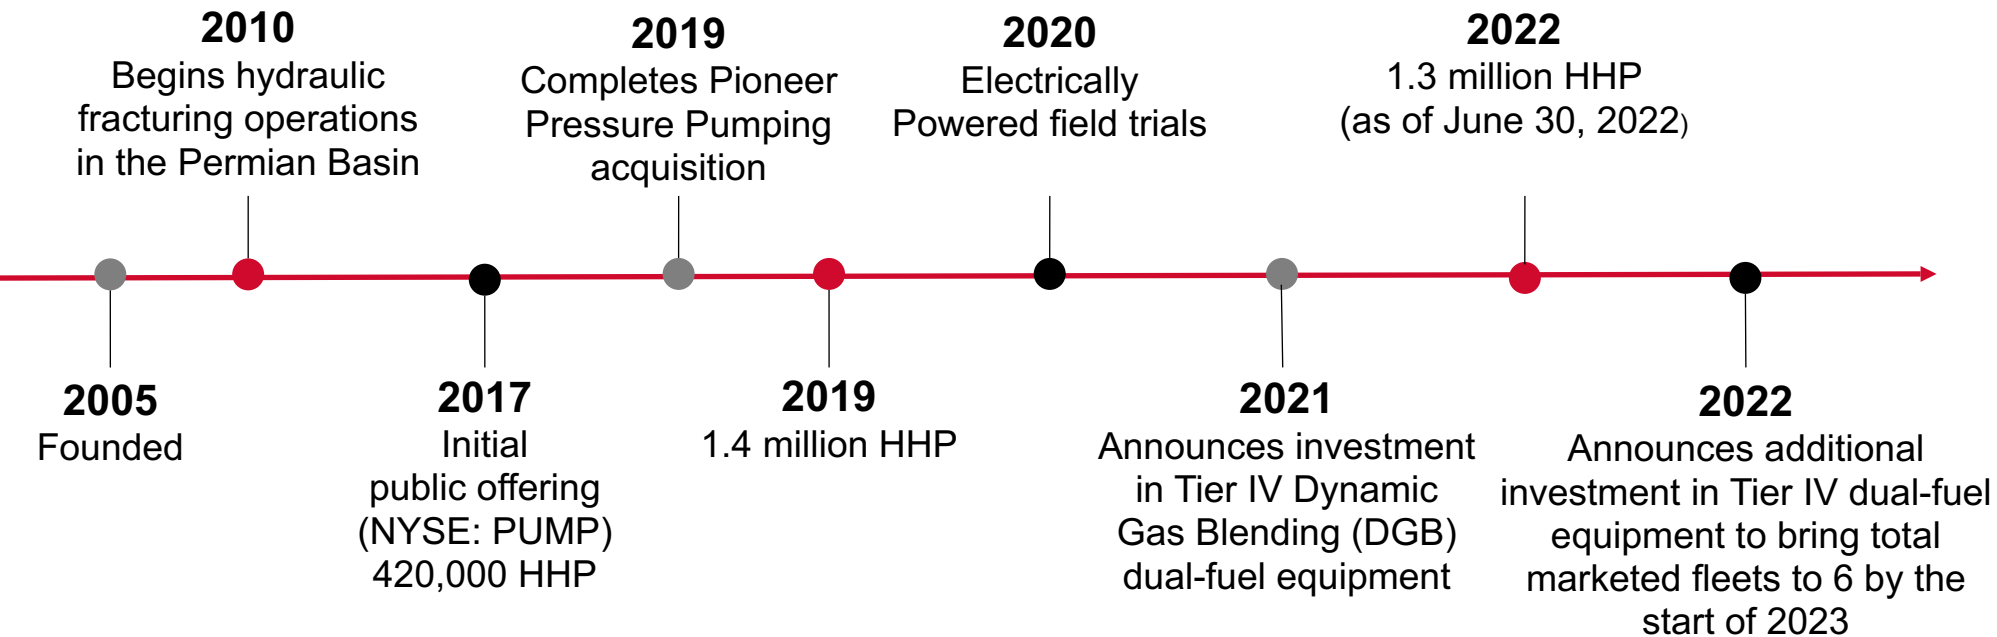 2010
Begins hydraulic
fracturing operations
in the Permian Basin
2019
Completes Pioneer
Pressure Pumping
acquisition
2020
Electrically
Powered field trials
2022
1.3 million HHP
(as of June 30, 2022)
2005
Founded
2017
Initial
public offering
(NYSE: PUMP)
420,000 HHP
2019
1.4 million HHP
2021
Announces investment
in Tier IV Dynamic
Gas Blending (DGB)
dual-fuel equipment
2022
Announces additional
investment in Tier IV dual-fuel
equipment to bring total
marketed fleets to 6 by the
start of 2023